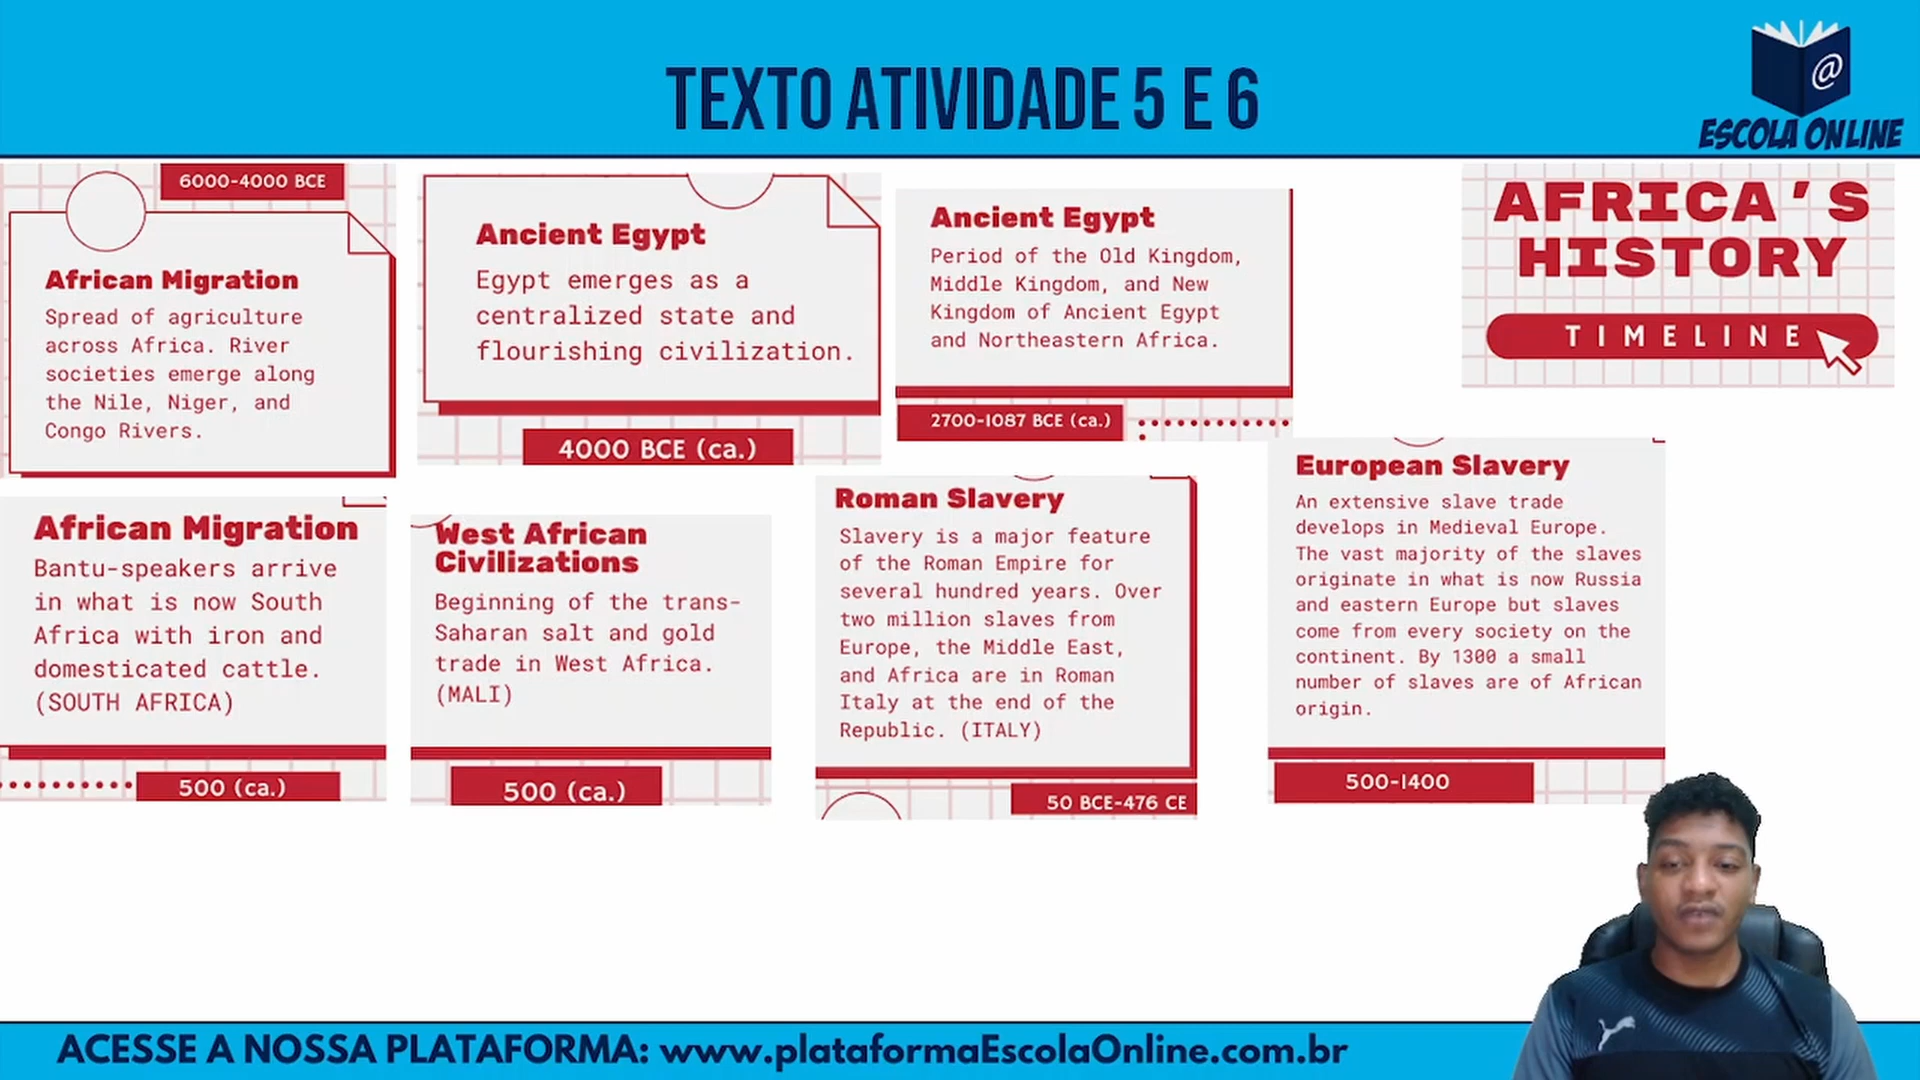 TEXTO ATIVIDADE 5 E 6
@
ESCOLA ONLINE
6000-4000 BCE
African Migration
Spread of agriculture
across Africa. River
societies emerge along
the Nile, Niger, and
Congo Rivers.
Ancient Egypt
Egypt emerges as a
centralized state and
flourishing civilization.
4000 BCE (ca.)
Ancient Egypt
Period of the Old Kingdom,
Middle Kingdom, and New
Kingdom of Ancient Egypt
and Northeastern Africa.
2700-1087 BCE (ca.)
AFRICA'S
HISTORY
TIMELINE
African Migration
Bantu-speakers arrive
in what is now South
Africa with iron and
domesticated cattle.
(SOUTH AFRICA)
500 (ca.)
West African
Civilizations
Beginning of the trans-
Saharan salt and gold
trade in West Africa.
(MALI)
500 (ca.)
Roman Slavery
Slavery is a major feature
of the Roman Empire for
several hundred years. Over
two million slaves from
Europe, the Middle East,
and Africa are in Roman
Italy at the end of the
Republic. (ITALY)
50 BCE-476 CE
European Slavery
An extensive slave trade
develops in Medieval Europe.
The vast majority of the slaves
originate in what is now Russia
and eastern Europe but slaves
come from every society on the
continent. By 1300 a small
number of slaves are of African
origin.
500-1400
ACESSE A NOSSA PLATAFORMA: www.plataformaEscolaOnline.com.br